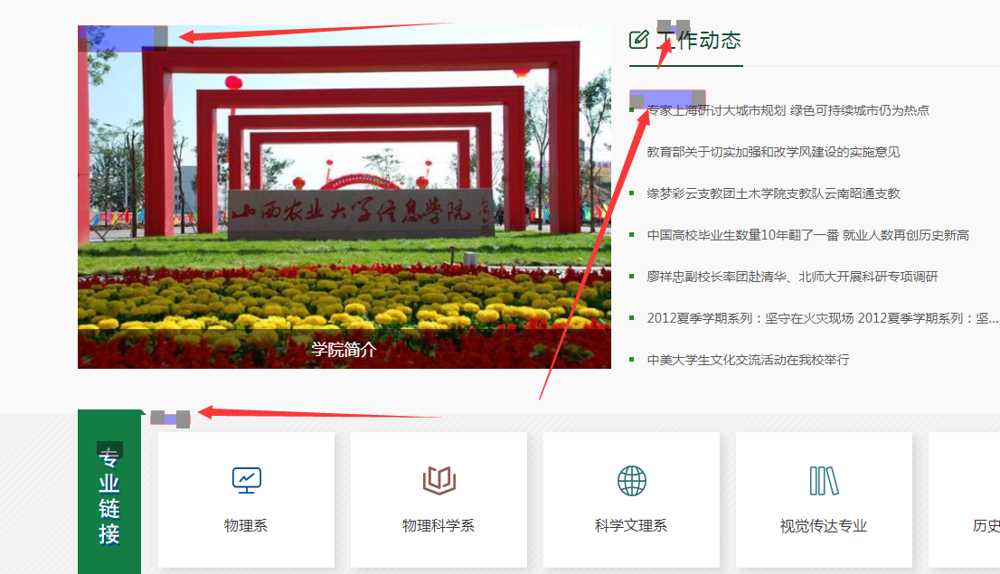 山西农业大学信息学院
学院简介
工作动态
专家上海研讨大城市规划 绿色可持续城市仍为热点
教育部关于切实加强和改学风建设的实施意见
缘梦彩云支教团土木学院支教队云南昭通支教
中国高校毕业生数量10年翻了一番 就业人数再创历史新高
廖祥忠副校长率团赴清华、北师大开展科研专项调研
2012夏季学期系列：坚守在火灾现场 2012夏季学期系列：坚...
中美大学生文化交流活动在我校举行
专业链接
物理系
物理科学系
科学文理系
视觉传达专业
历史